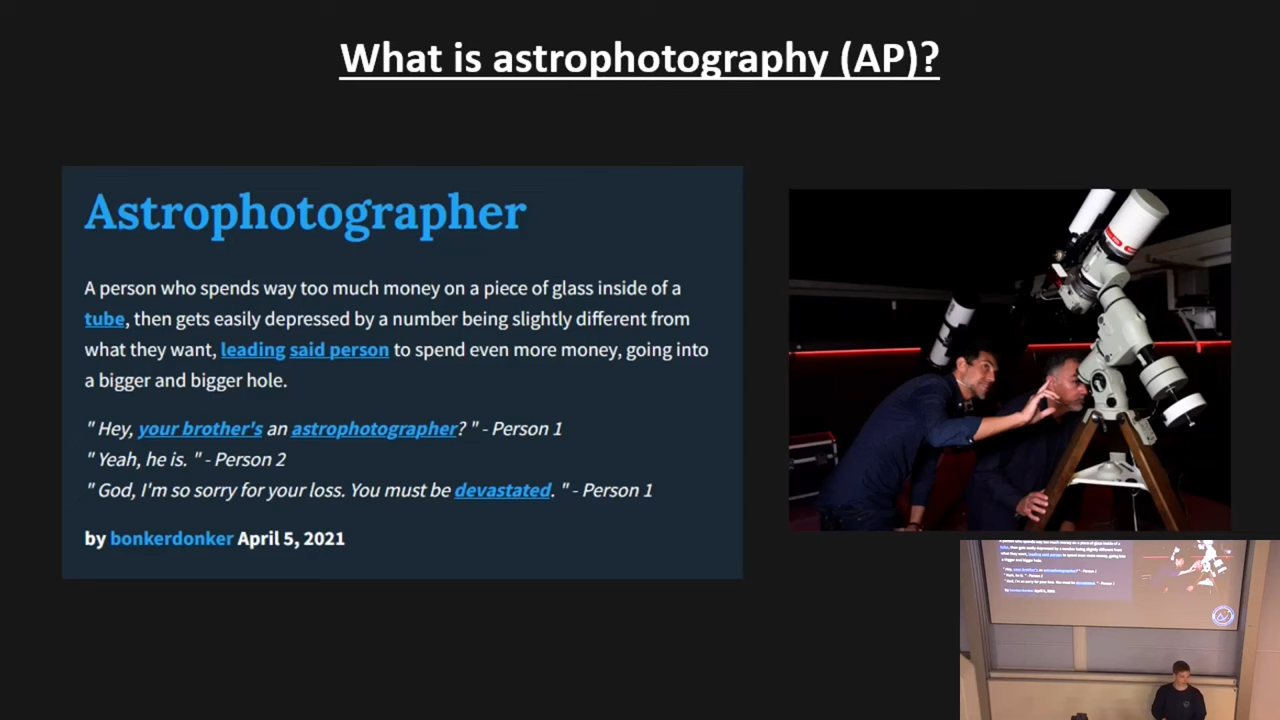 What is astrophotography (AP)?
Astrophotographer
A person who spends way too much money on a piece of glass inside of a
tube, then gets easily depressed by a number being slightly different from
what they want, leading said person to spend even more money, going into
a bigger and bigger hole.
" Hey, your brother's an astrophotographer? " - Person 1
" Yeah, he is. " - Person 2
" God, I'm so sorry for your loss. You must be devastated. " - Person 1
by bonkerdonker April 5, 2021